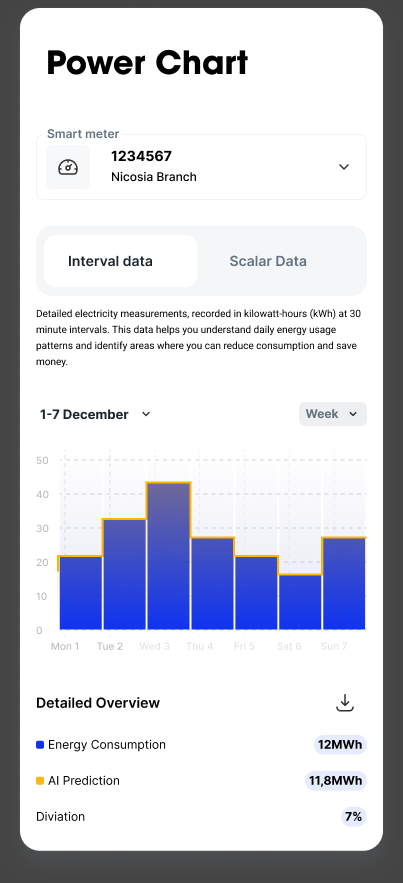 Power Chart
Smart meter
1234567
Nicosia Branch
Interval data
Scalar Data
Detailed electricity measurements, recorded in kilowatt-hours (kWh) at 30
minute intervals. This data helps you understand daily energy usage
patterns and identify areas where you can reduce consumption and save
money.
1-7 December
Week
50
40
30
20
10
0
Mon 1 Tue 2 Wed 3 Thu 4 Fri 5 Sat 6 Sun 7
Detailed Overview
Energy Consumption 12MWh
AI Prediction 11,8MWh
Diviation 7%